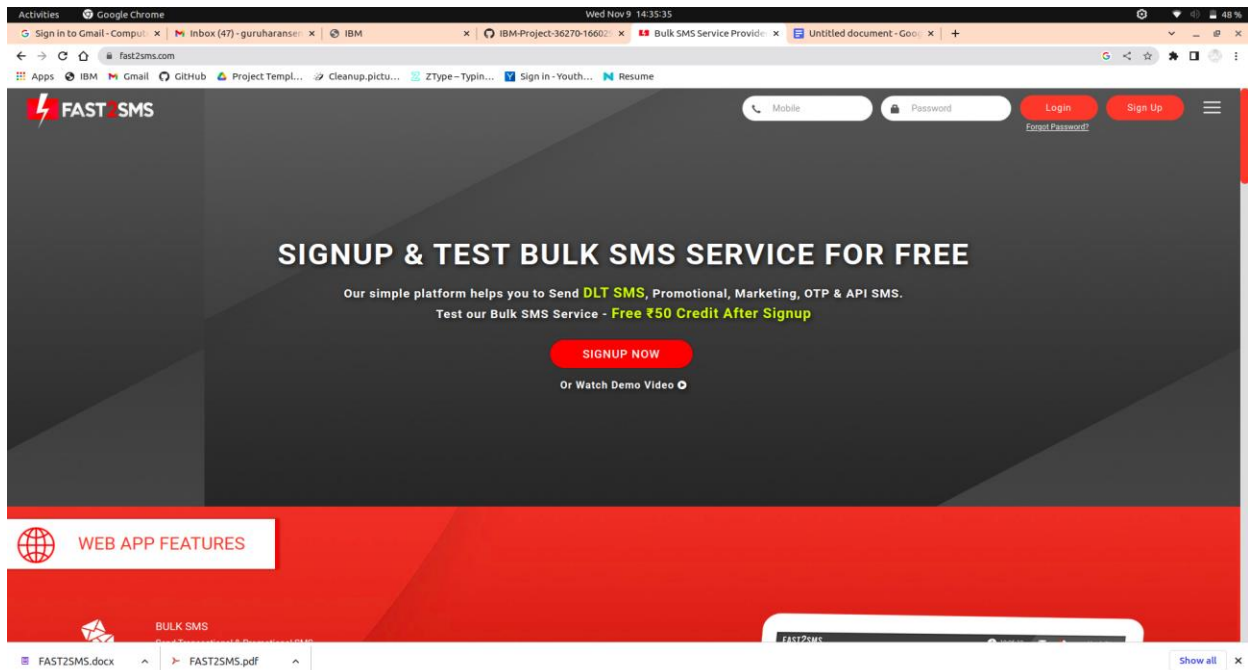 Activities Google Chrome Wed Nov 9 14:35:35 48 %
Sign in to Gmail - Comput Inbox (47) - guruharansen IBM IBM-Project-36270-16602 Bulk SMS Service Provide Untitled document - Goog
fast2sms.com
Apps IBM Gmail GitHub Project Templ... Cleanup.pictu... ZType – Typin... Sign in - Youth... Resume
FAST2SMS Mobile Password Login Sign Up
Forgot Password?
SIGNUP & TEST BULK SMS SERVICE FOR FREE
Our simple platform helps you to Send DLT SMS, Promotional, Marketing, OTP & API SMS.
Test our Bulk SMS Service - Free ₹50 Credit After Signup
SIGNUP NOW
Or Watch Demo Video
WEB APP FEATURES
BULK SMS
FAST2SMS
FAST2SMS.docx FAST2SMS.pdf Show all